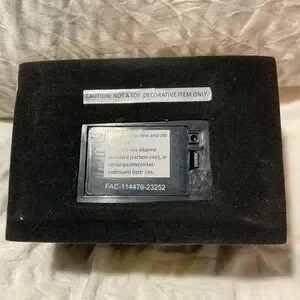 CAUTION: NOT A TOY. DECORATIVE ITEM ONLY.
new and old
mix alkaline
standard (carbon-zinc), or
rechargeable(nickel-
cadmium) batteries.
FAC-114476-23252